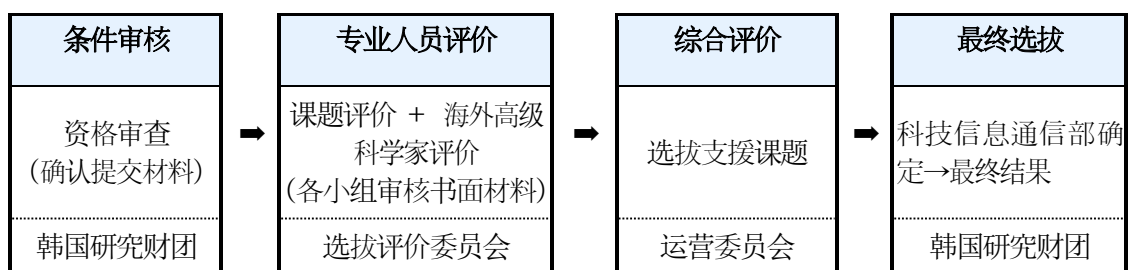 条件审核
资格审查
(确认提交材料)
韩国研究财团
➡
专业人员评价
课题评价 + 海外高级
科学家评价
(各小组审核书面材料)
选拔评价委员会
➡
综合评价
选拔支援课题
运营委员会
➡
最终选拔
科技信息通信部确
定→最终结果
韩国研究财团